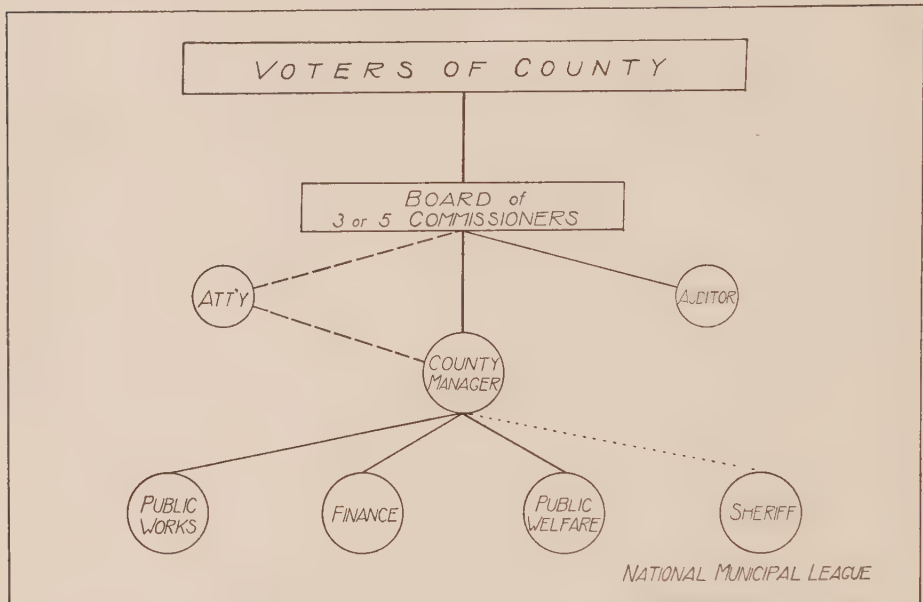 VOTERS OF COUNTY
BOARD of
3 or 5 COMMISSIONERS
ATT'Y
AUDITOR
COUNTY
MANAGER
PUBLIC
WORKS
FINANCE
PUBLIC
WELFARE
SHERIFF
NATIONAL MUNICIPAL LEAGUE